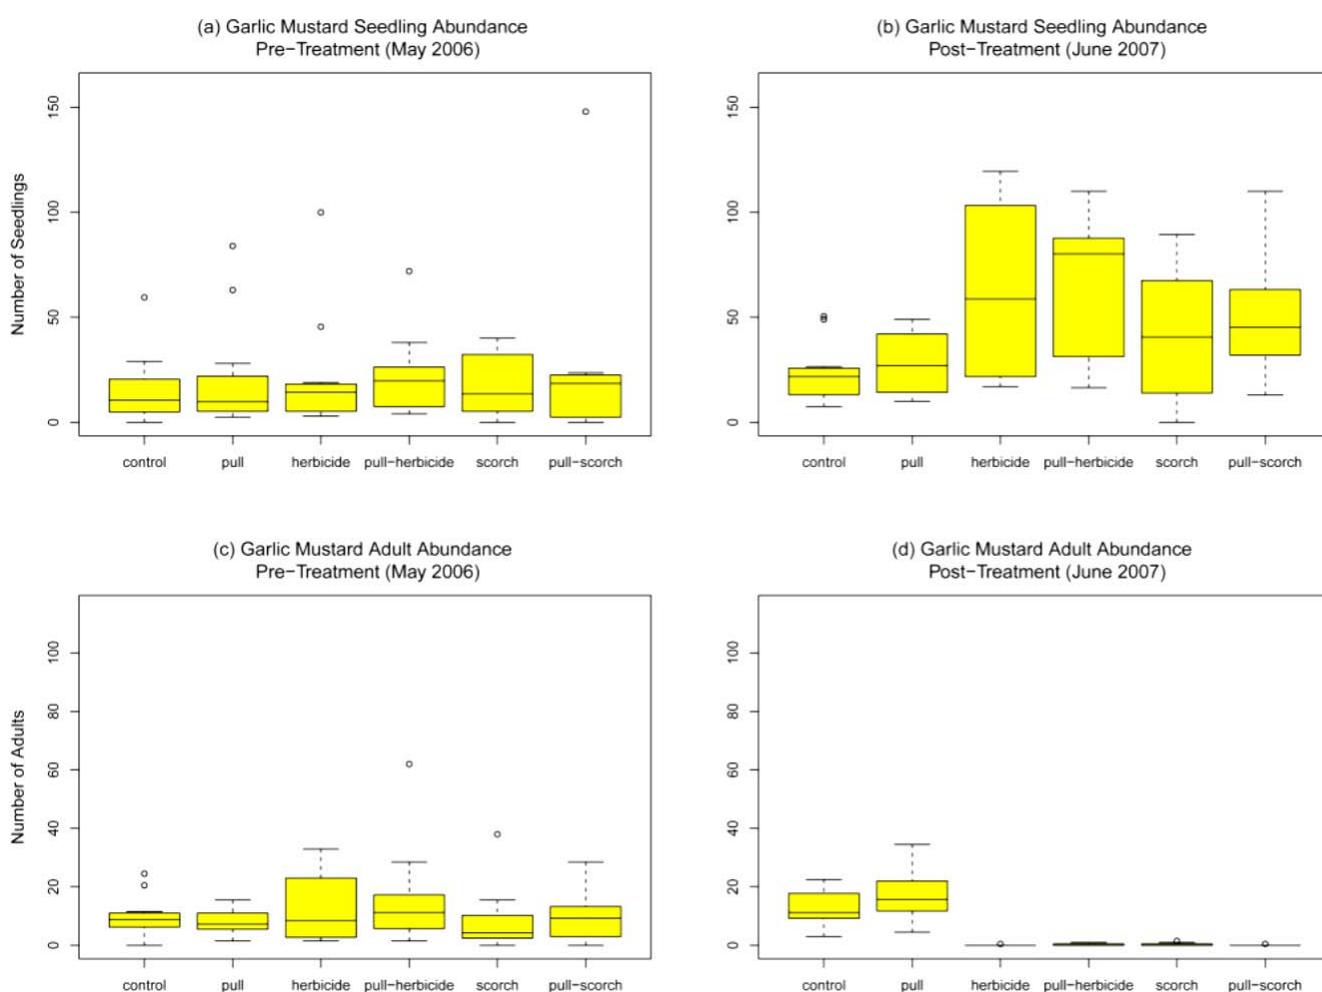 (a) Garlic Mustard Seedling Abundance
Pre-Treatment (May 2006)
Number of Seedlings
150
100
50
0
control pull herbicide pull-herbicide scorch pull-scorch
(b) Garlic Mustard Seedling Abundance
Post-Treatment (June 2007)
150
100
50
0
control pull herbicide pull-herbicide scorch pull-scorch
(c) Garlic Mustard Adult Abundance
Pre-Treatment (May 2006)
Number of Adults
100
80
60
40
20
0
control pull herbicide pull-herbicide scorch pull-scorch
(d) Garlic Mustard Adult Abundance
Post-Treatment (June 2007)
100
80
60
40
20
0
control pull herbicide pull-herbicide scorch pull-scorch